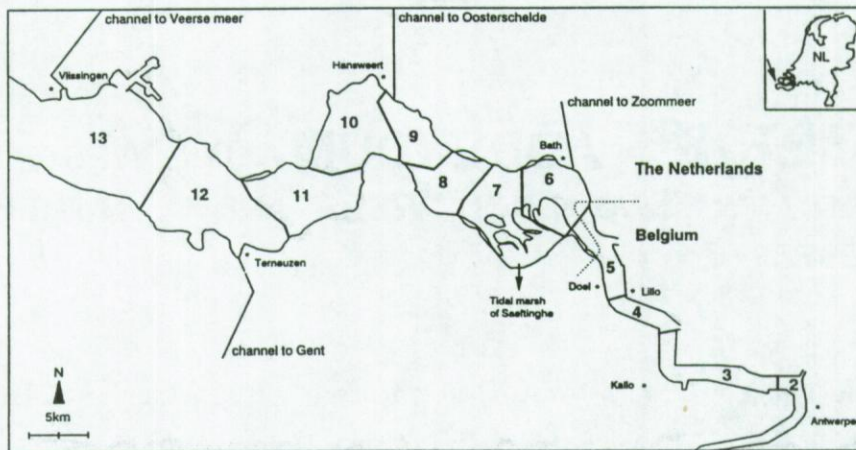 channel to Veerse meer
channel to Oosterschelde
NL
Vlissingen
Hansweert
channel to Zoommeer
10
9
13
Bath
The Netherlands
6
8
7
12
11
Belgium
Terneuzen
5
Doel
Lillo
Tidal marsh
of Saeftinghe
4
channel to Gent
N
3
2
Kallo
5km
Antwerpen